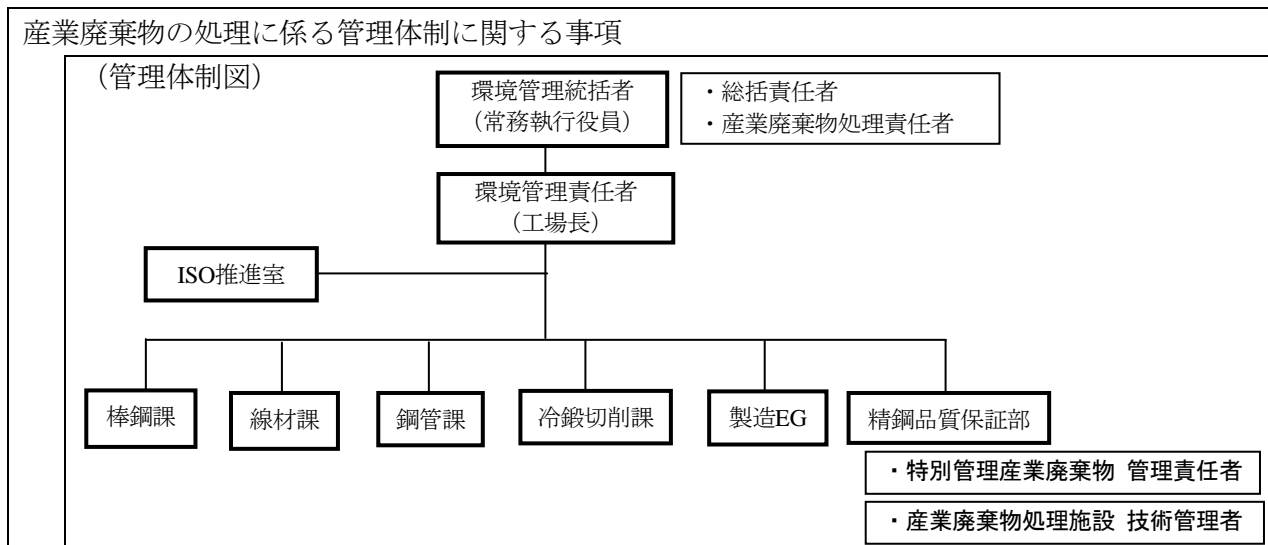 産業廃棄物の処理に係る管理体制に関する事項
（管理体制図）
環境管理統括者
（常務執行役員）
・総括責任者
・産業廃棄物処理責任者
環境管理責任者
（工場長）
ISO推進室
棒鋼課
線材課
鋼管課
冷鍛切削課
製造EG
精鋼品質保証部
・特別管理産業廃棄物 管理責任者
・産業廃棄物処理施設 技術管理者